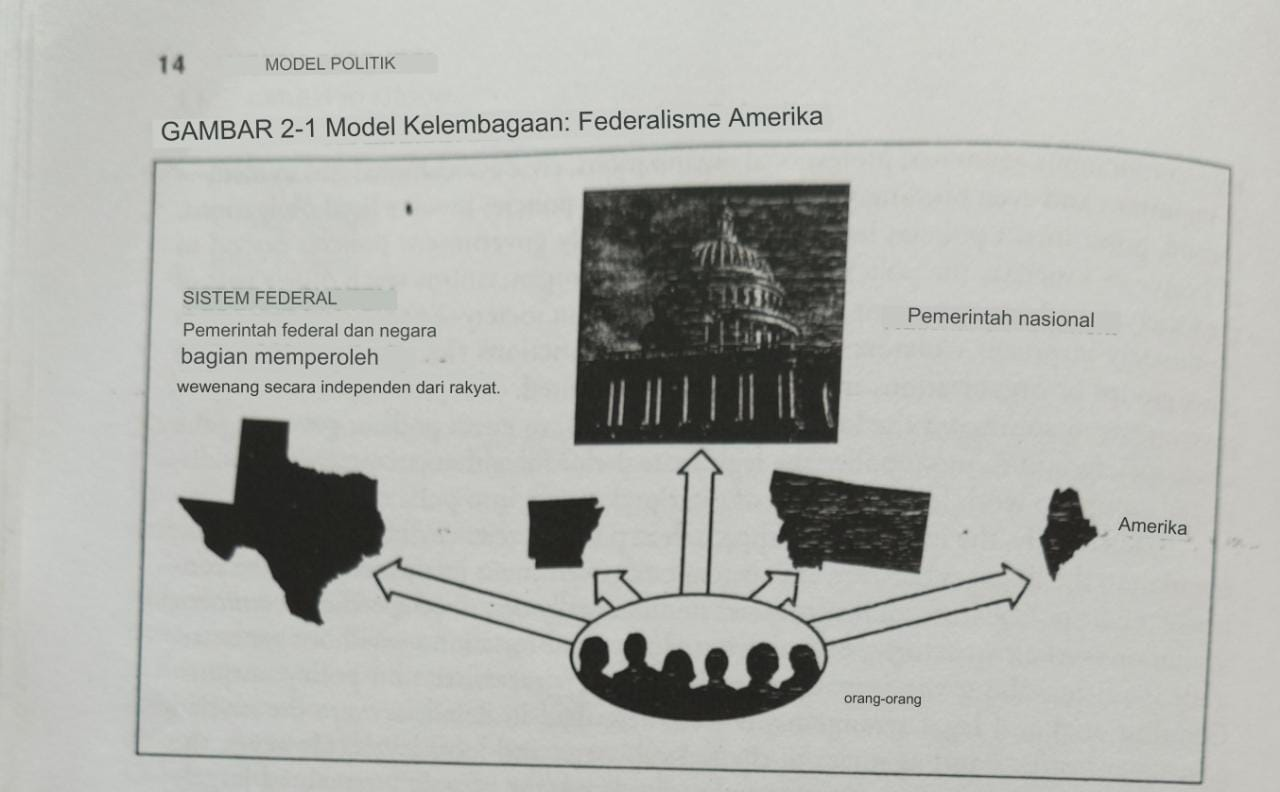 14
MODEL POLITIK
GAMBAR 2-1 Model Kelembagaan: Federalisme Amerika
SISTEM FEDERAL
Pemerintah federal dan negara
bagian memperoleh
wewenang secara independen dari rakyat.
Pemerintah nasional
Amerika
orang-orang